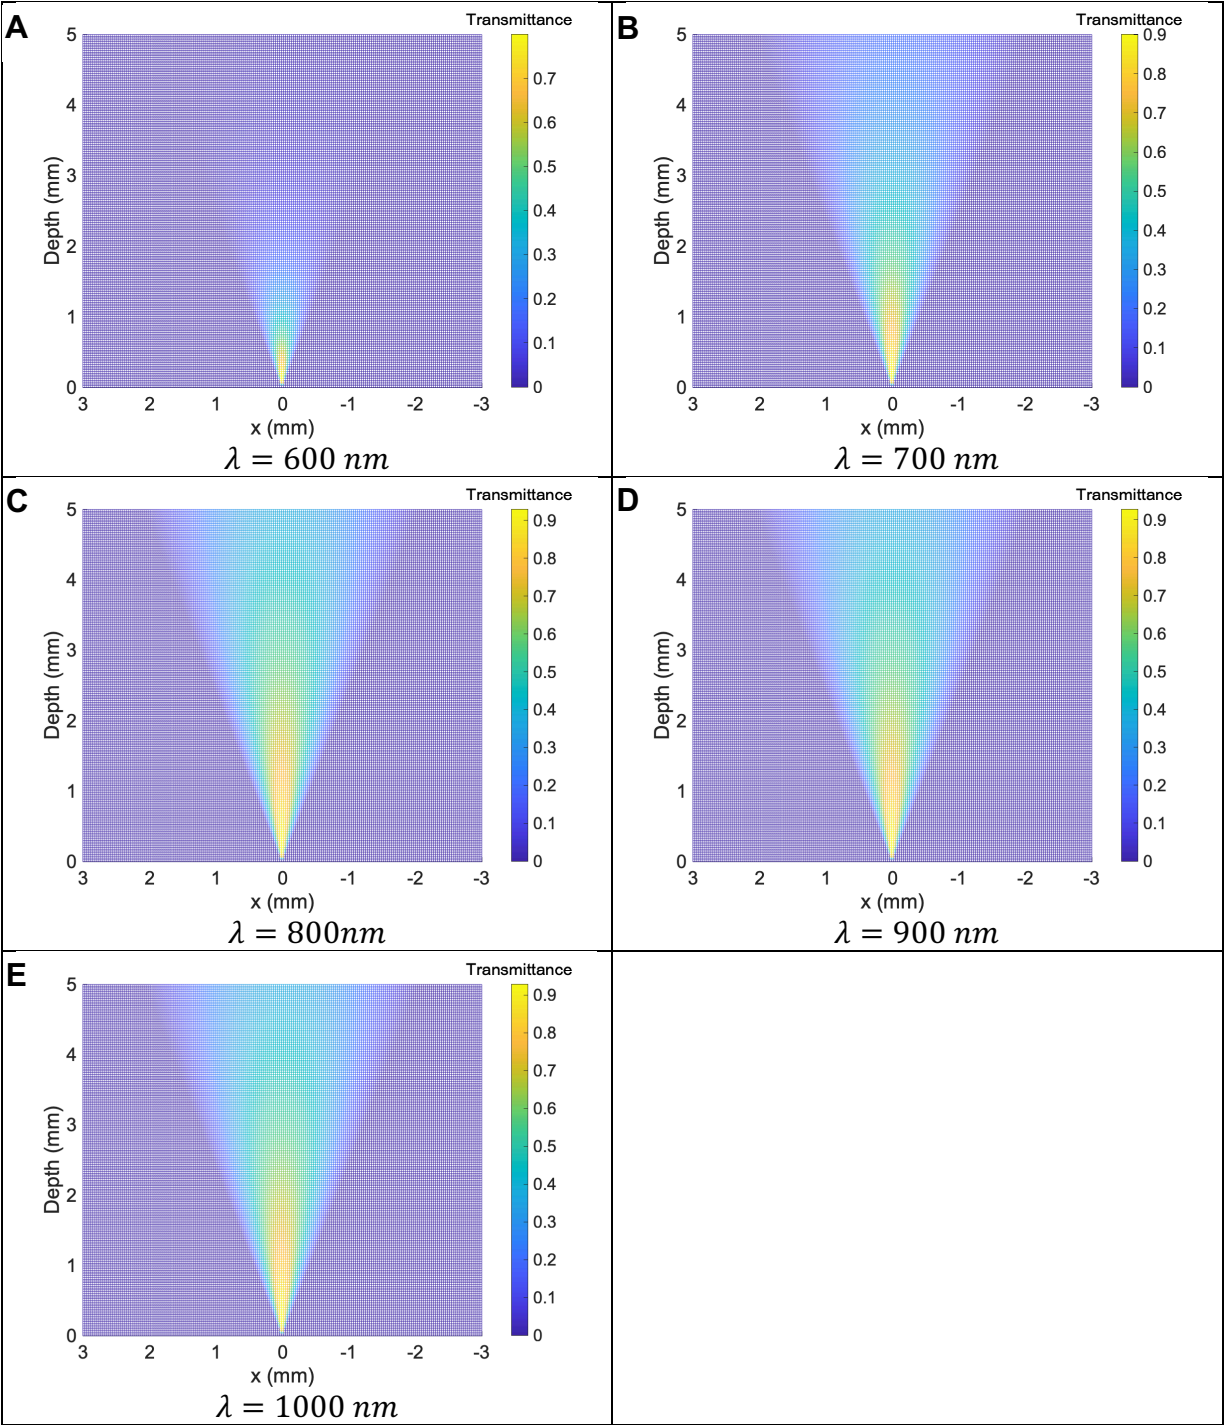 A
Transmittance
5
4
3
2
1
0
Depth (mm)
0.7
0.6
0.5
0.4
0.3
0.2
0.1
0
3 2 1 0 -1 -2 -3
x (mm)
λ = 600 nm
B
Transmittance
5
4
3
2
1
0
Depth (mm)
0.9
0.8
0.7
0.6
0.5
0.4
0.3
0.2
0.1
0
3 2 1 0 -1 -2 -3
x (mm)
λ = 700 nm
C
Transmittance
5
4
3
2
1
0
Depth (mm)
0.9
0.8
0.7
0.6
0.5
0.4
0.3
0.2
0.1
0
3 2 1 0 -1 -2 -3
x (mm)
λ = 800nm
D
Transmittance
5
4
3
2
1
0
Depth (mm)
0.9
0.8
0.7
0.6
0.5
0.4
0.3
0.2
0.1
0
3 2 1 0 -1 -2 -3
x (mm)
λ = 900 nm
E
Transmittance
5
4
3
2
1
0
Depth (mm)
0.9
0.8
0.7
0.6
0.5
0.4
0.3
0.2
0.1
0
3 2 1 0 -1 -2 -3
x (mm)
λ = 1000 nm